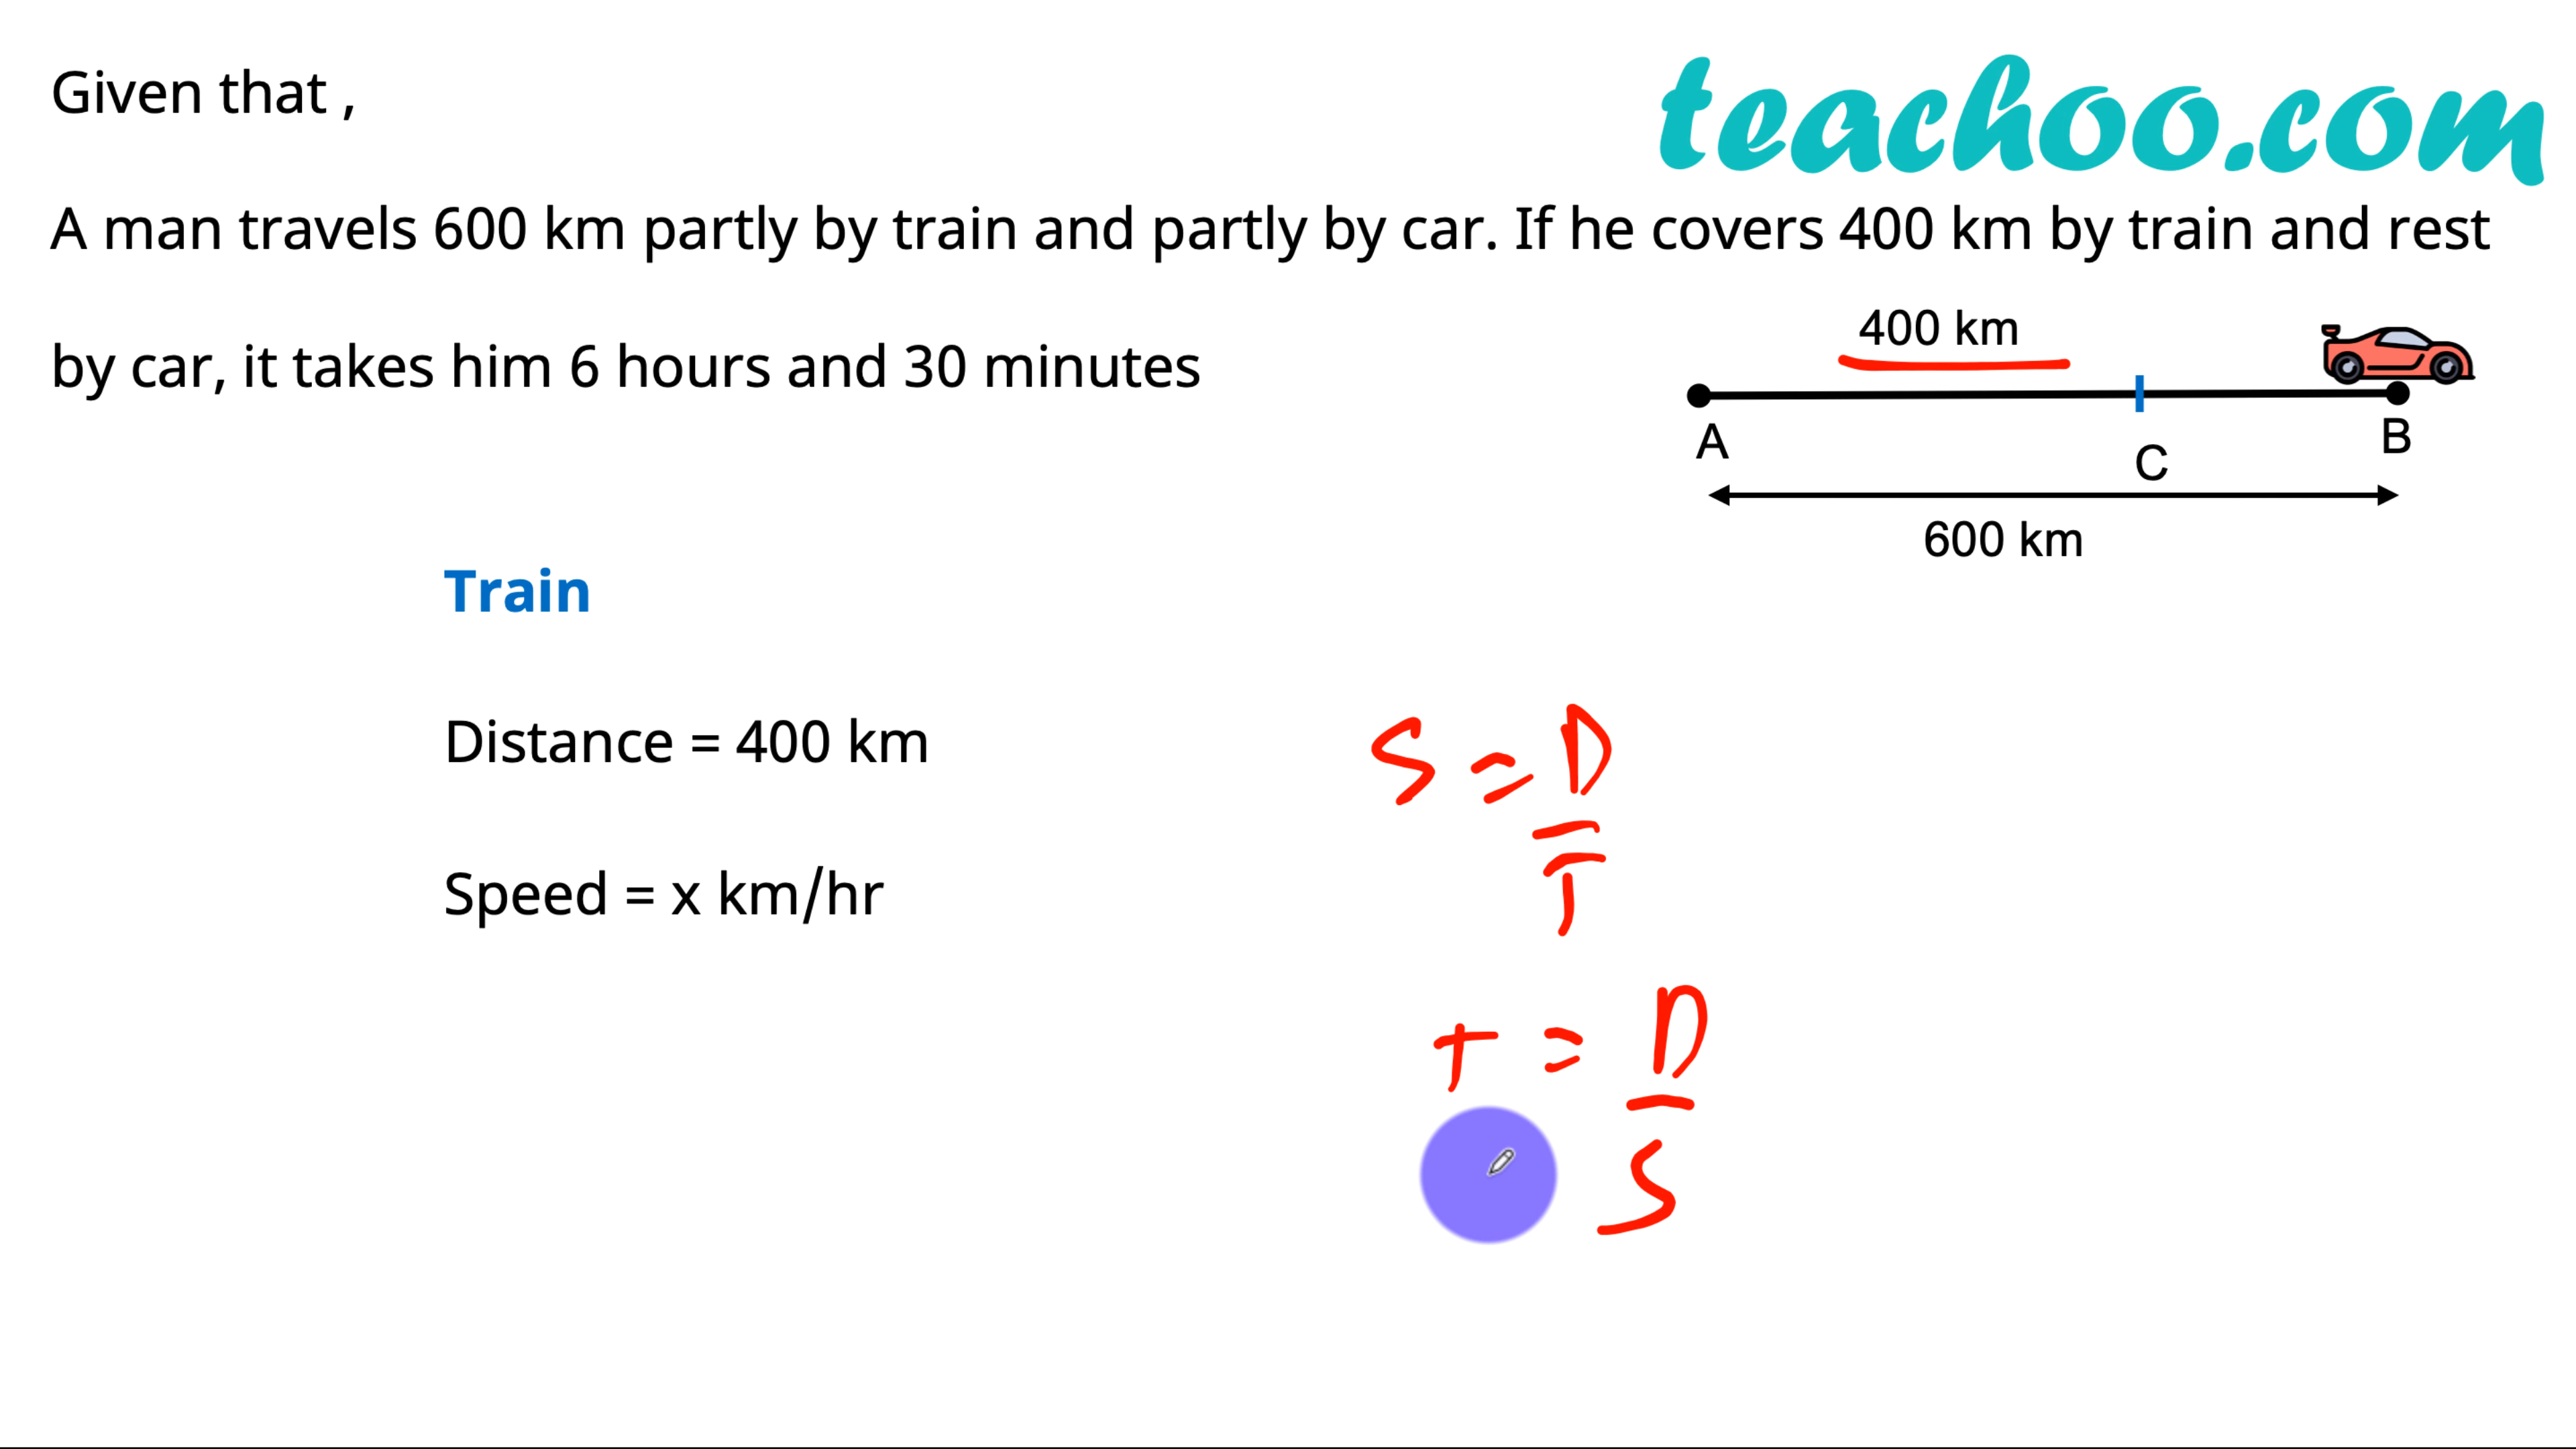 Given that ,
teachoo.com
A man travels 600 km partly by train and partly by car. If he covers 400 km by train and rest
by car, it takes him 6 hours and 30 minutes
400 km
A
C
B
600 km
Train
Distance = 400 km
Speed = x km/hr
S = D
T
T = D
S